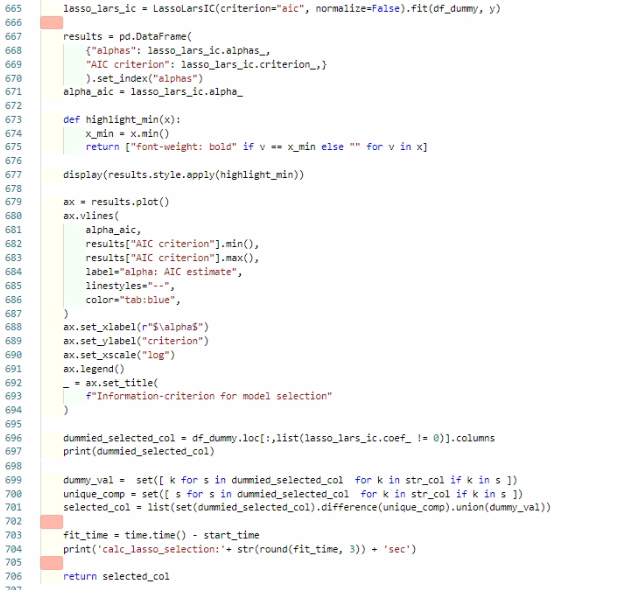 665 lasso_lars_ic = LassoLarsIC(criterion="aic", normalize=False).fit(df_dummy, y)
666
667 results = pd.DataFrame(
668 {"alphas": lasso_lars_ic.alphas_,
669 "AIC criterion": lasso_lars_ic.criterion_,}
670 ).set_index("alphas")
671 alpha_aic = lasso_lars_ic.alpha_
672
673 def highlight_min(x):
674 x_min = x.min()
675 return ["font-weight: bold" if v == x_min else "" for v in x]
676
677 display(results.style.apply(highlight_min))
678
679 ax = results.plot()
680 ax.vlines(
681 alpha_aic,
682 results["AIC criterion"].min(),
683 results["AIC criterion"].max(),
684 label="alpha: AIC estimate",
685 linestyles="--",
686 color="tab:blue",
687 )
688 ax.set_xlabel(r"$\alpha$")
689 ax.set_ylabel("criterion")
690 ax.set_xscale("log")
691 ax.legend()
692 _ = ax.set_title(
693 f"Information-criterion for model selection"
694 )
695
696 dummied_selected_col = df_dummy.loc[:,list(lasso_lars_ic.coef_ != 0)].columns
697 print(dummied_selected_col)
698
699 dummy_val =  set([ k for s in dummied_selected_col  for k in str_col if k in s ])
700 unique_comp = set([ s for s in dummied_selected_col  for k in str_col if k in s ])
701 selected_col = list(set(dummied_selected_col).difference(unique_comp).union(dummy_val))
702
703 fit_time = time.time() - start_time
704 print('calc_lasso_selection:'+ str(round(fit_time, 3)) + 'sec')
705
706 return selected_col